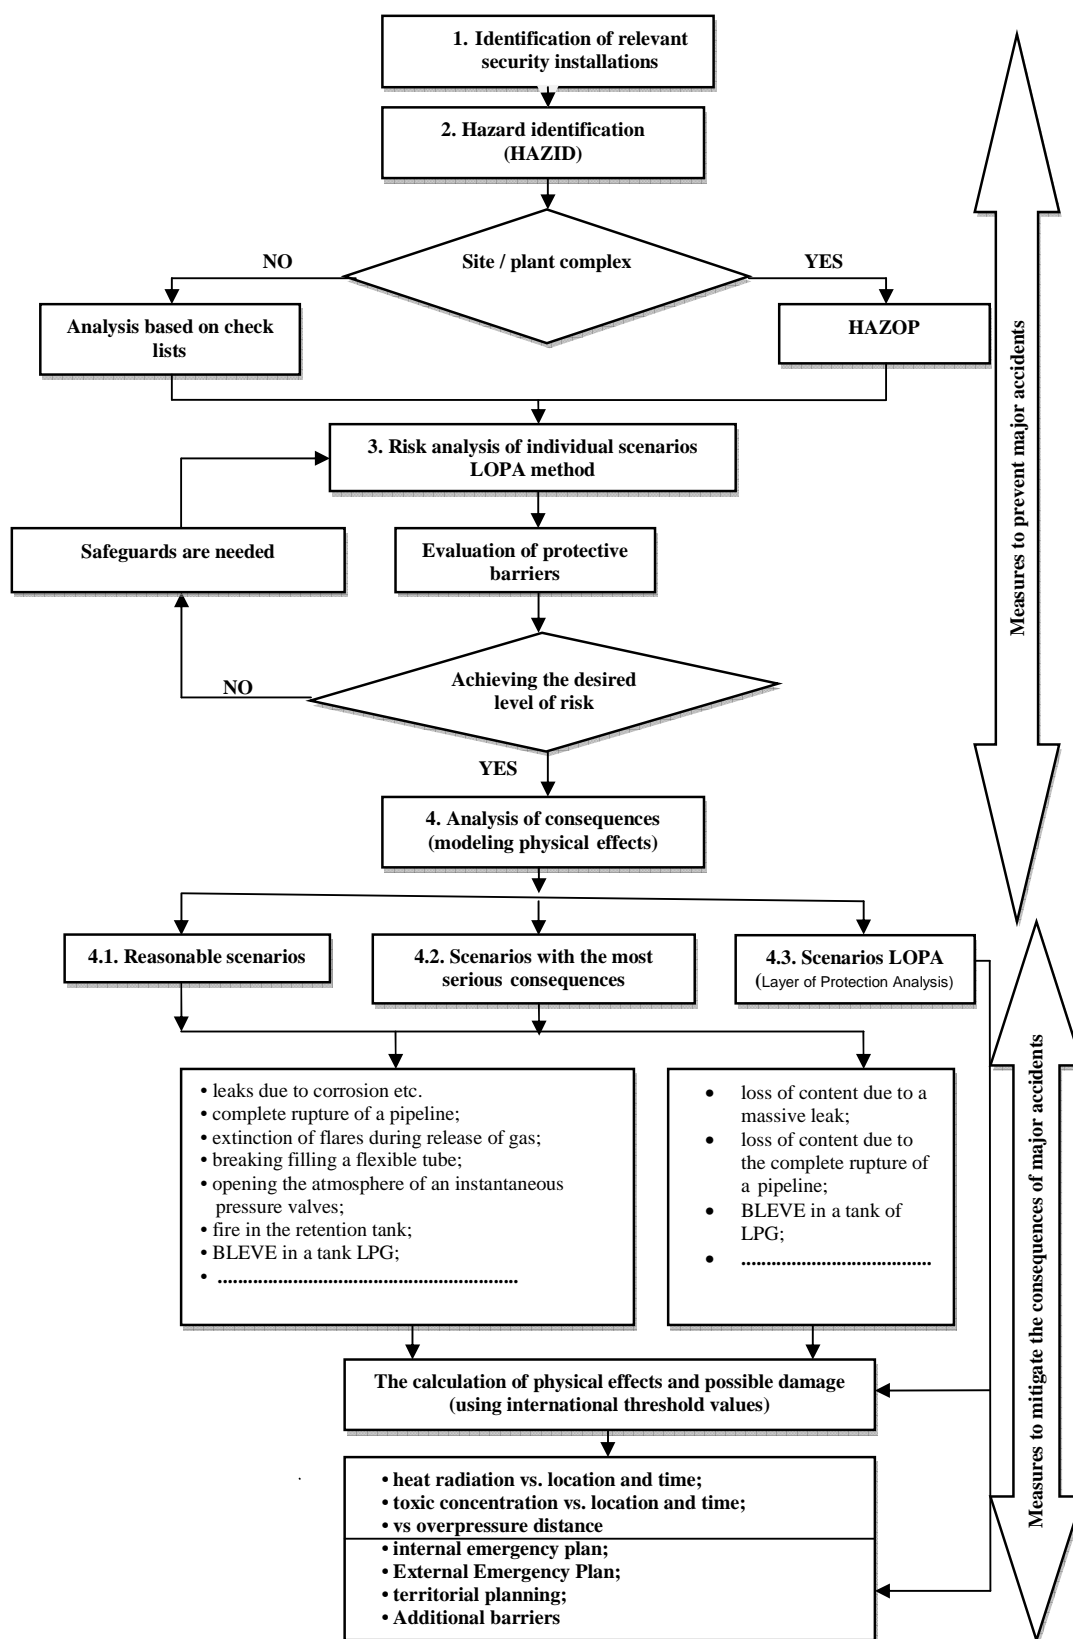 1. Identification of relevant
security installations
2. Hazard identification
(HAZID)
Site / plant complex
NO
YES
Analysis based on check
lists
HAZOP
3. Risk analysis of individual scenarios
LOPA method
Safeguards are needed
Evaluation of protective
barriers
Achieving the desired
level of risk
NO
YES
4. Analysis of consequences
(modeling physical effects)
4.1. Reasonable scenarios
4.2. Scenarios with the most
serious consequences
4.3. Scenarios LOPA
(Layer of Protection Analysis)
• leaks due to corrosion etc.
• complete rupture of a pipeline;
• extinction of flares during release of gas;
• breaking filling a flexible tube;
• opening the atmosphere of an instantaneous
pressure valves;
• fire in the retention tank;
• BLEVE in a tank LPG;
• ..........................................................
• loss of content due to a
massive leak;
• loss of content due to
the complete rupture of
a pipeline;
• BLEVE in a tank of
LPG;
• .....................................
The calculation of physical effects and possible damage
(using international threshold values)
• heat radiation vs. location and time;
• toxic concentration vs. location and time;
• vs overpressure distance
• internal emergency plan;
• External Emergency Plan;
• territorial planning;
• Additional barriers
Measures to prevent major accidents
Measures to mitigate the consequences of major accidents